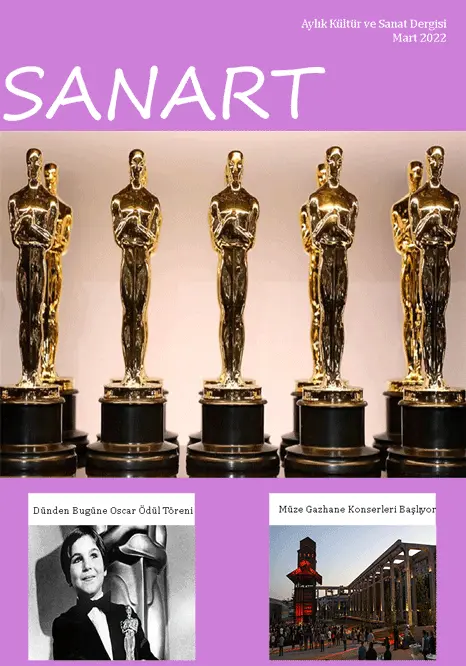 Aylık Kültür ve Sanat Dergisi
Mart 2022
SANART
Dünden Bugüne Oscar Ödül Töreni
Müze Gazhane Konserleri Başlıyor